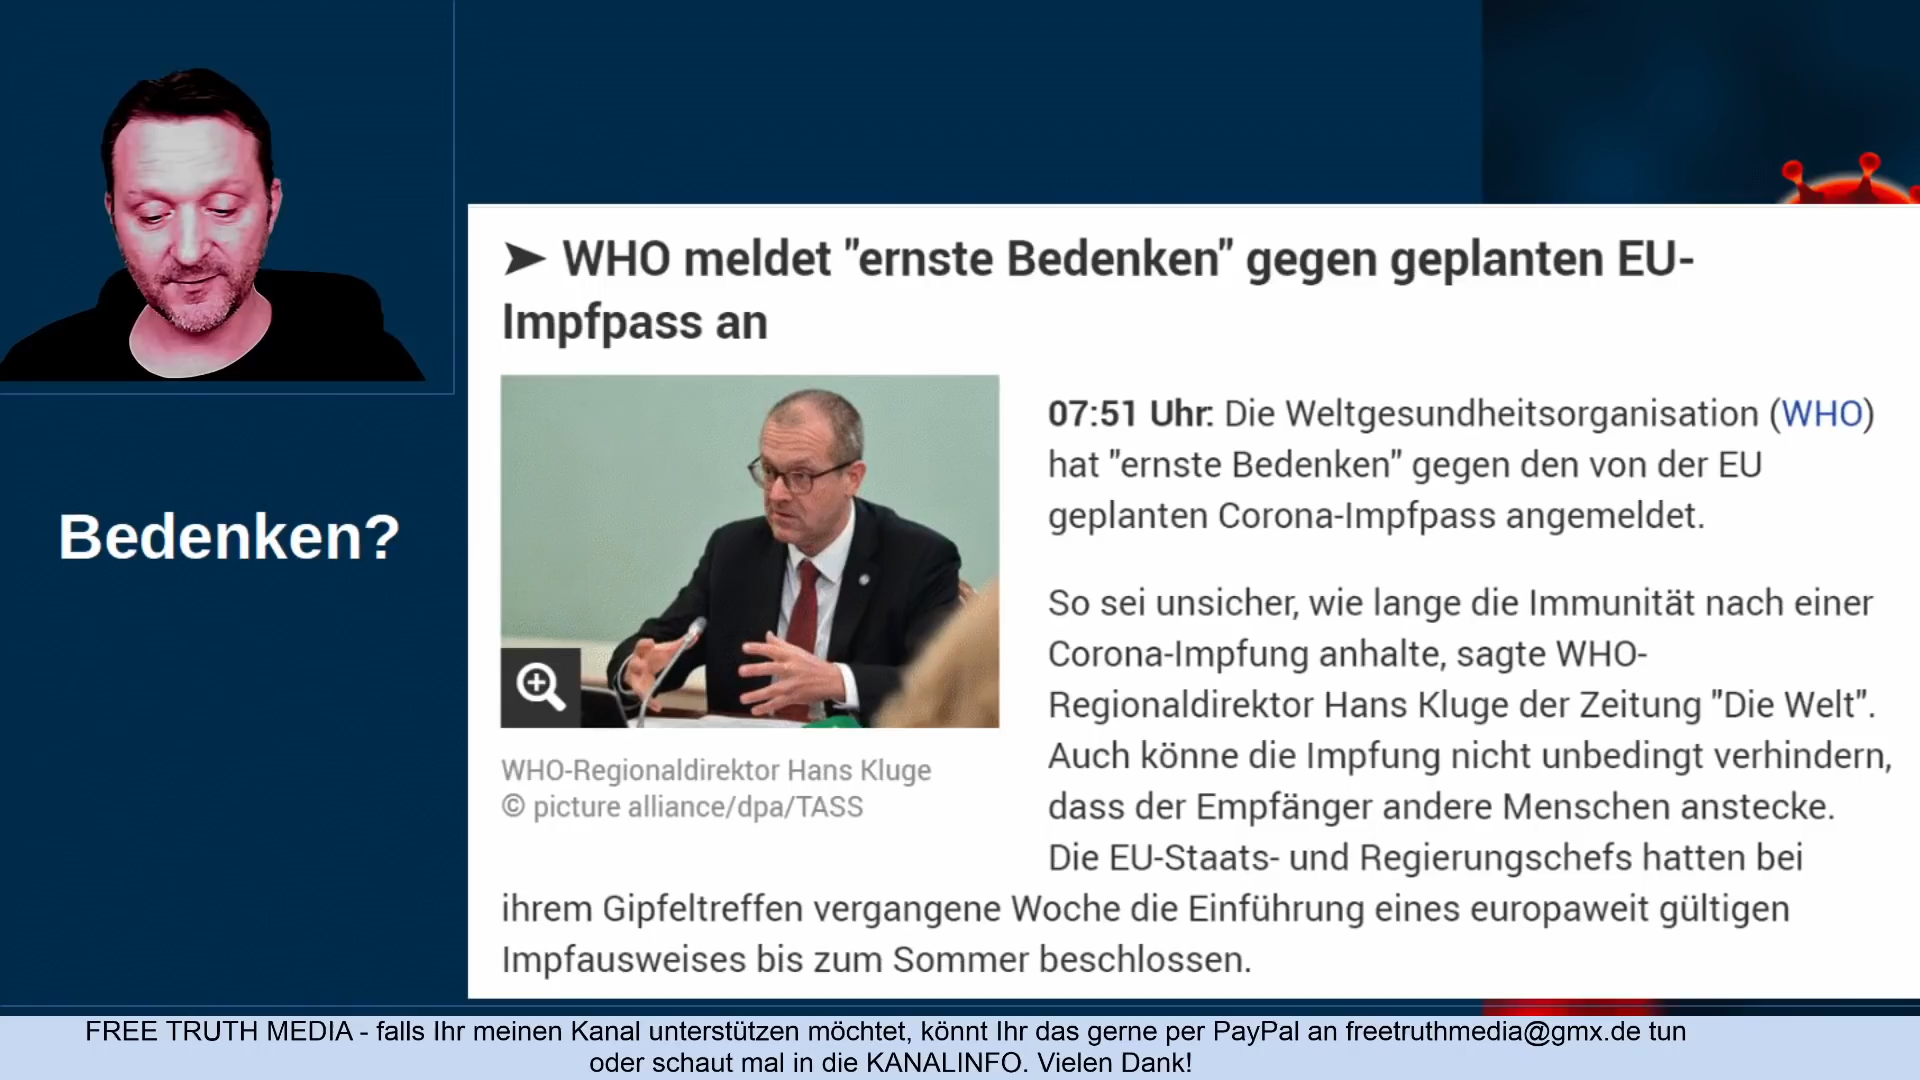 ➤ WHO meldet "ernste Bedenken" gegen geplanten EU-
Impfpass an
07:51 Uhr: Die Weltgesundheitsorganisation (WHO)
hat "ernste Bedenken" gegen den von der EU
geplanten Corona-Impfpass angemeldet.
So sei unsicher, wie lange die Immunität nach einer
Corona-Impfung anhalte, sagte WHO-
Regionaldirektor Hans Kluge der Zeitung "Die Welt".
Auch könne die Impfung nicht unbedingt verhindern,
dass der Empfänger andere Menschen anstecke.
Die EU-Staats- und Regierungschefs hatten bei
ihrem Gipfeltreffen vergangene Woche die Einführung eines europaweit gültigen
Impfausweises bis zum Sommer beschlossen.
WHO-Regionaldirektor Hans Kluge
© picture alliance/dpa/TASS
Bedenken?
FREE TRUTH MEDIA - falls Ihr meinen Kanal unterstützen möchtet, könnt Ihr das gerne per PayPal an freetruthmedia@gmx.de tun
oder schaut mal in die KANALINFO. Vielen Dank!